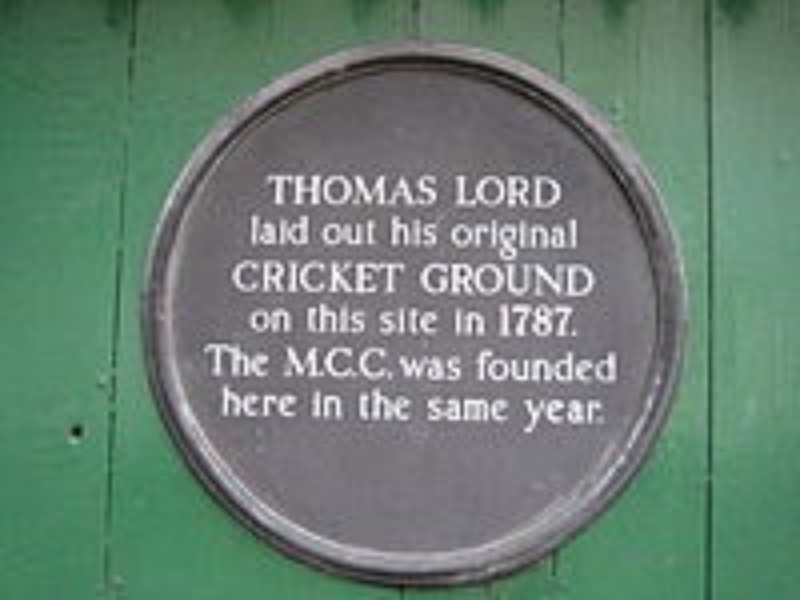 THOMAS LORD
laid out his original
CRICKET GROUND
on this site in 1787.
The M.C.C. was founded
here in the same year.